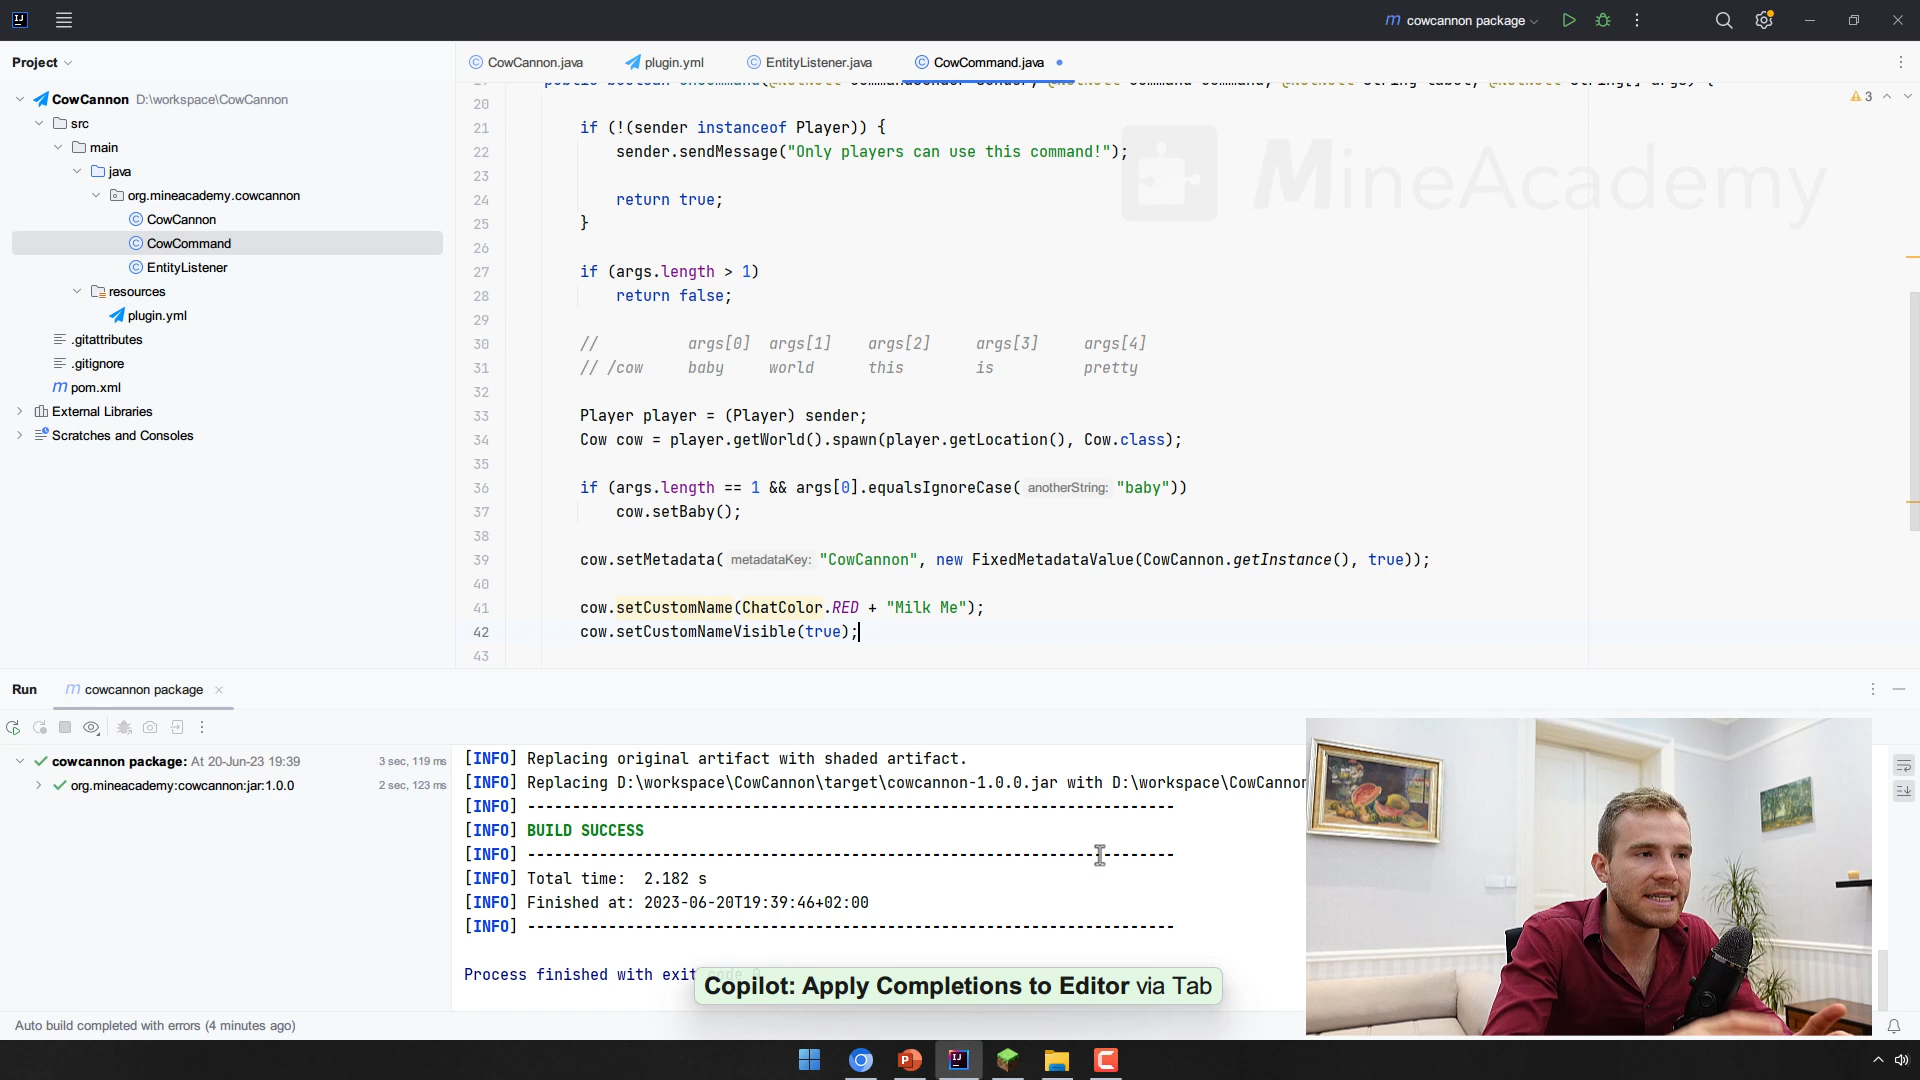 cowcannon package
Project
CowCannon.java
plugin.yml
EntityListener.java
CowCommand.java
CowCannon D:\workspace\CowCannon
src
main
java
org.mineacademy.cowcannon
CowCannon
CowCommand
EntityListener
resources
plugin.yml
.gitattributes
.gitignore
pom.xml
External Libraries
Scratches and Consoles
3
MineAcademy
20
21 if (!(sender instanceof Player)) {
22 sender.sendMessage("Only players can use this command!");
23
24 return true;
25 }
26
27 if (args.length > 1)
28 return false;
29
30 // args[0] args[1] args[2] args[3] args[4]
31 // /cow baby world this is pretty
32
33 Player player = (Player) sender;
34 Cow cow = player.getWorld().spawn(player.getLocation(), Cow.class);
35
36 if (args.length == 1 && args[0].equalsIgnoreCase( anotherString: "baby"))
37 cow.setBaby();
38
39 cow.setMetadata( metadataKey: "CowCannon", new FixedMetadataValue(CowCannon.getInstance(), true));
40
41 cow.setCustomName(ChatColor.RED + "Milk Me");
42 cow.setCustomNameVisible(true);
43
Run
cowcannon package
cowcannon package: At 20-Jun-23 19:39 3 sec, 119 ms
org.mineacademy:cowcannon:jar:1.0.0 2 sec, 123 ms
[INFO] Replacing original artifact with shaded artifact.
[INFO] Replacing D:\workspace\CowCannon\target\cowcannon-1.0.0.jar with D:\workspace\CowCannon
[INFO] ------------------------------------------------------------------------
[INFO] BUILD SUCCESS
[INFO] ------------------------------------------------------------------------
[INFO] Total time: 2.182 s
[INFO] Finished at: 2023-06-20T19:39:46+02:00
[INFO] ------------------------------------------------------------------------
Process finished with exit
Copilot: Apply Completions to Editor via Tab
Auto build completed with errors (4 minutes ago)